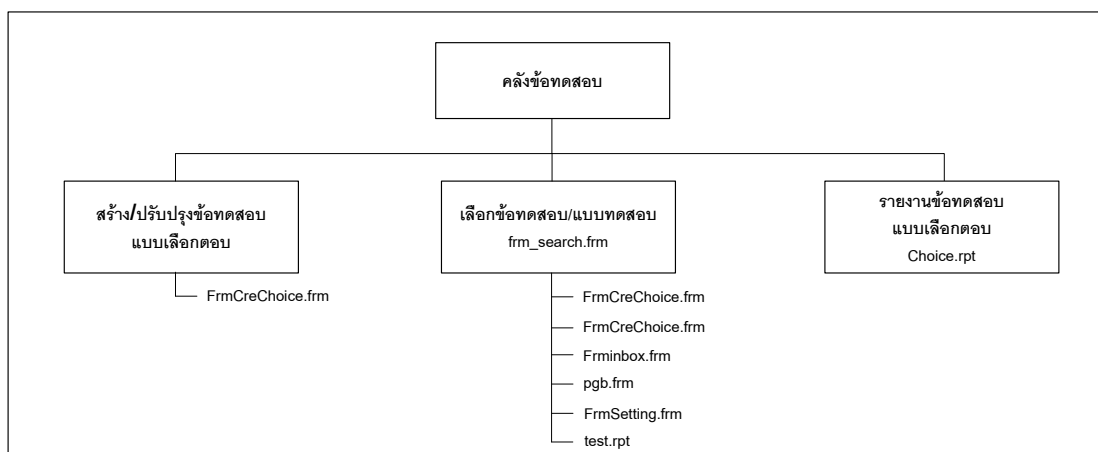 คลังข้อทดสอบ
สร้าง/ปรับปรุงข้อทดสอบ
แบบเลือกตอบ
FrmCreChoice.frm
เลือกข้อทดสอบ/แบบทดสอบ
frm_search.frm
FrmCreChoice.frm
FrmCreChoice.frm
Frminbox.frm
pgb.frm
FrmSetting.frm
test.rpt
รายงานข้อทดสอบ
แบบเลือกตอบ
Choice.rpt